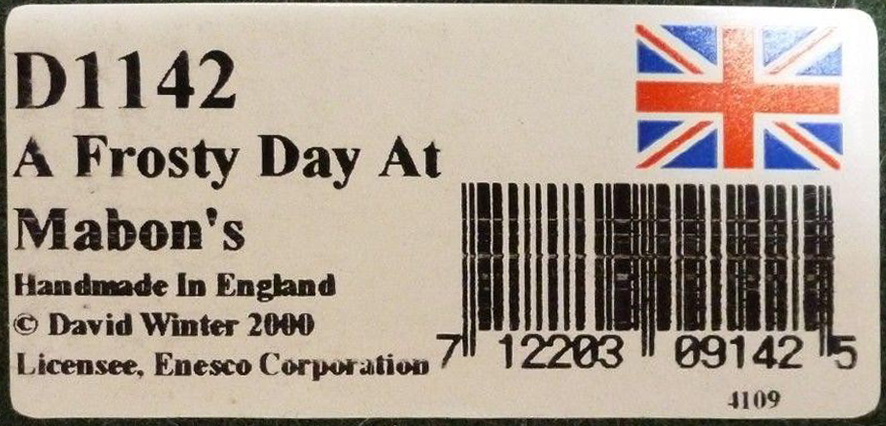 D1142
A Frosty Day At
Mabon's
Handmade In England
© David Winter 2000
Licensee, Enesco Corporation
7 12203 09142 5
4109